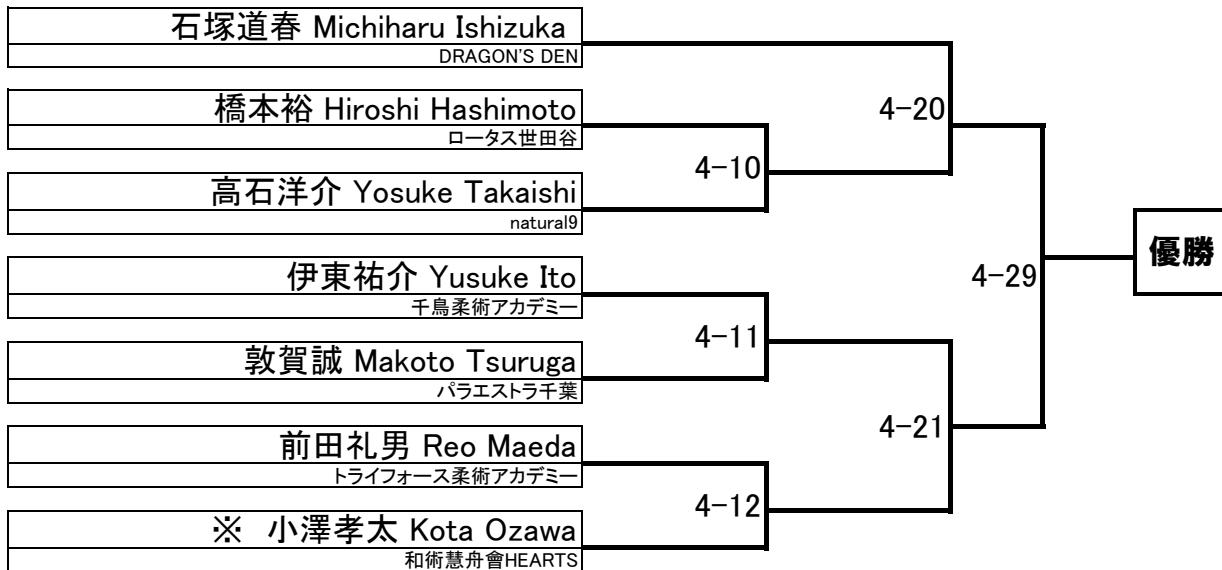 石塚道春 Michiharu Ishizuka
DRAGON'S DEN
橋本裕 Hiroshi Hashimoto
ロータス世田谷
高石洋介 Yosuke Takaishi
natural9
伊東祐介 Yusuke Ito
千鳥柔術アカデミー
敦賀誠 Makoto Tsuruga
パラエストラ千葉
前田礼男 Reo Maeda
トライフォース柔術アカデミー
※ 小澤孝太 Kota Ozawa
和術慧舟會HEARTS
4-10
4-11
4-12
4-20
4-21
4-29
優勝